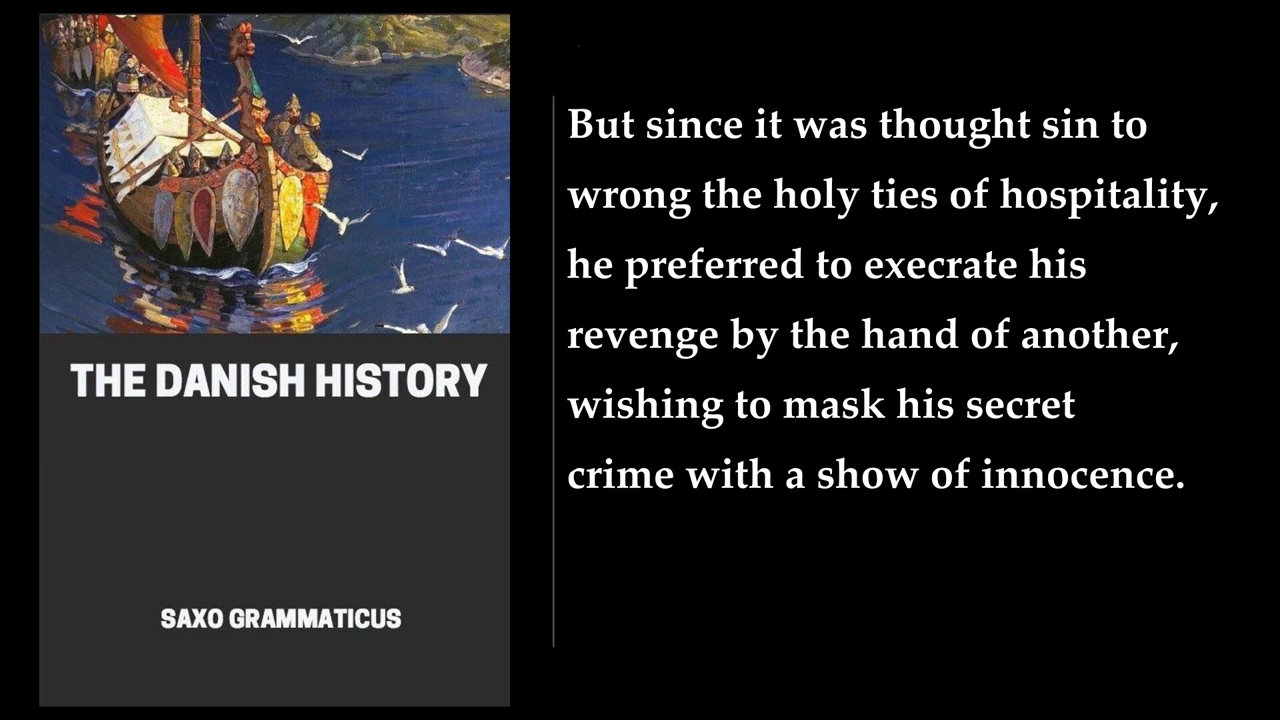 THE DANISH HISTORY
SAXO GRAMMATICUS
But since it was thought sin to
wrong the holy ties of hospitality,
he preferred to execrate his
revenge by the hand of another,
wishing to mask his secret
crime with a show of innocence.